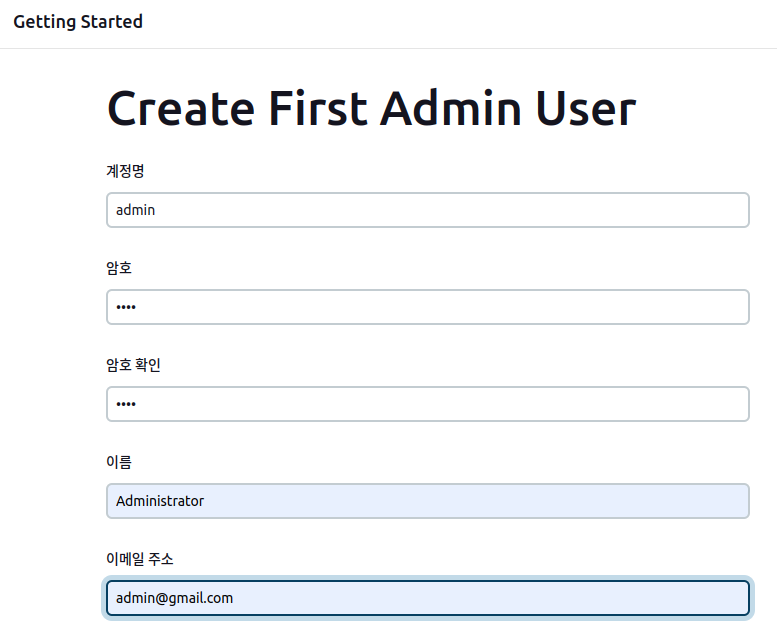 Getting Started
Create First Admin User
계정명
admin
암호
••••
암호 확인
••••
이름
Administrator
이메일 주소
admin@gmail.com